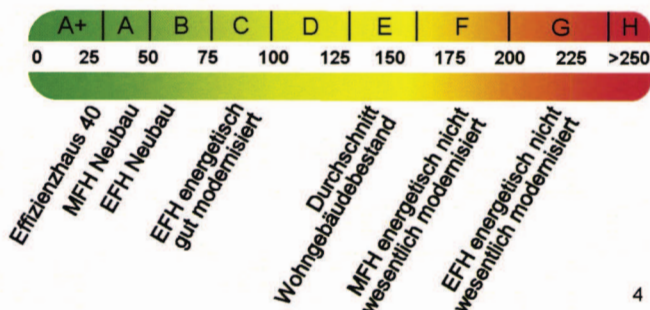 A+ A B C D E F G H
0 25 50 75 100 125 150 175 200 225 >250
Effizienzhaus 40
MFH Neubau
EFH Neubau
EFH energetisch
gut modernisiert
Durchschnitt
Wohngebäudebestand
MFH energetisch nicht
wesentlich modernisiert
EFH energetisch nicht
wesentlich modernisiert
4